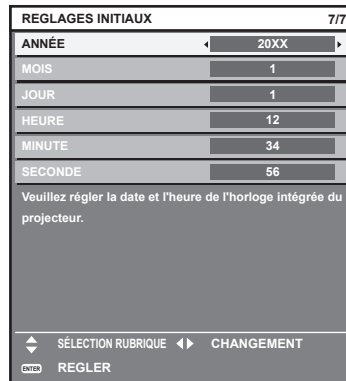 REGLAGES INITIAUX 7/7
ANNÉE 20XX
MOIS 1
JOUR 1
HEURE 12
MINUTE 34
SECONDE 56
Veuillez régler la date et l'heure de l'horloge intégrée du
projecteur.
SÉLECTION RUBRIQUE CHANGEMENT
ENTER REGLER